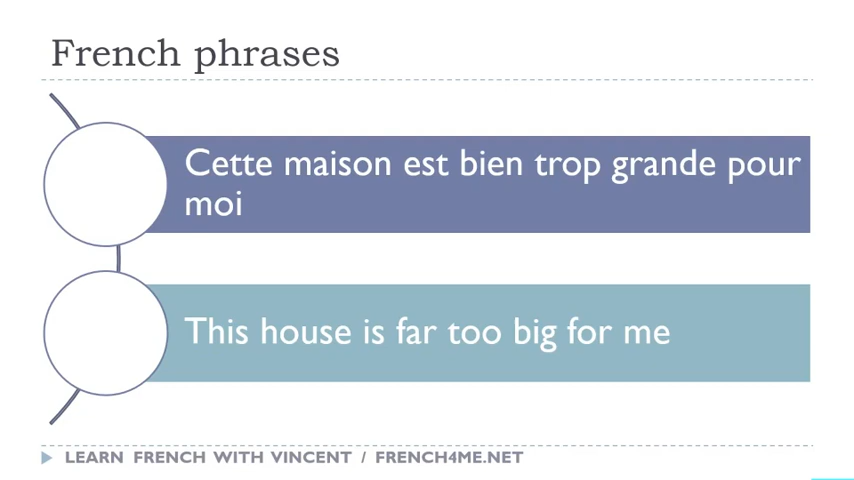 French phrases
Cette maison est bien trop grande pour
moi
This house is far too big for me
LEARN FRENCH WITH VINCENT / FRENCH4ME.NET